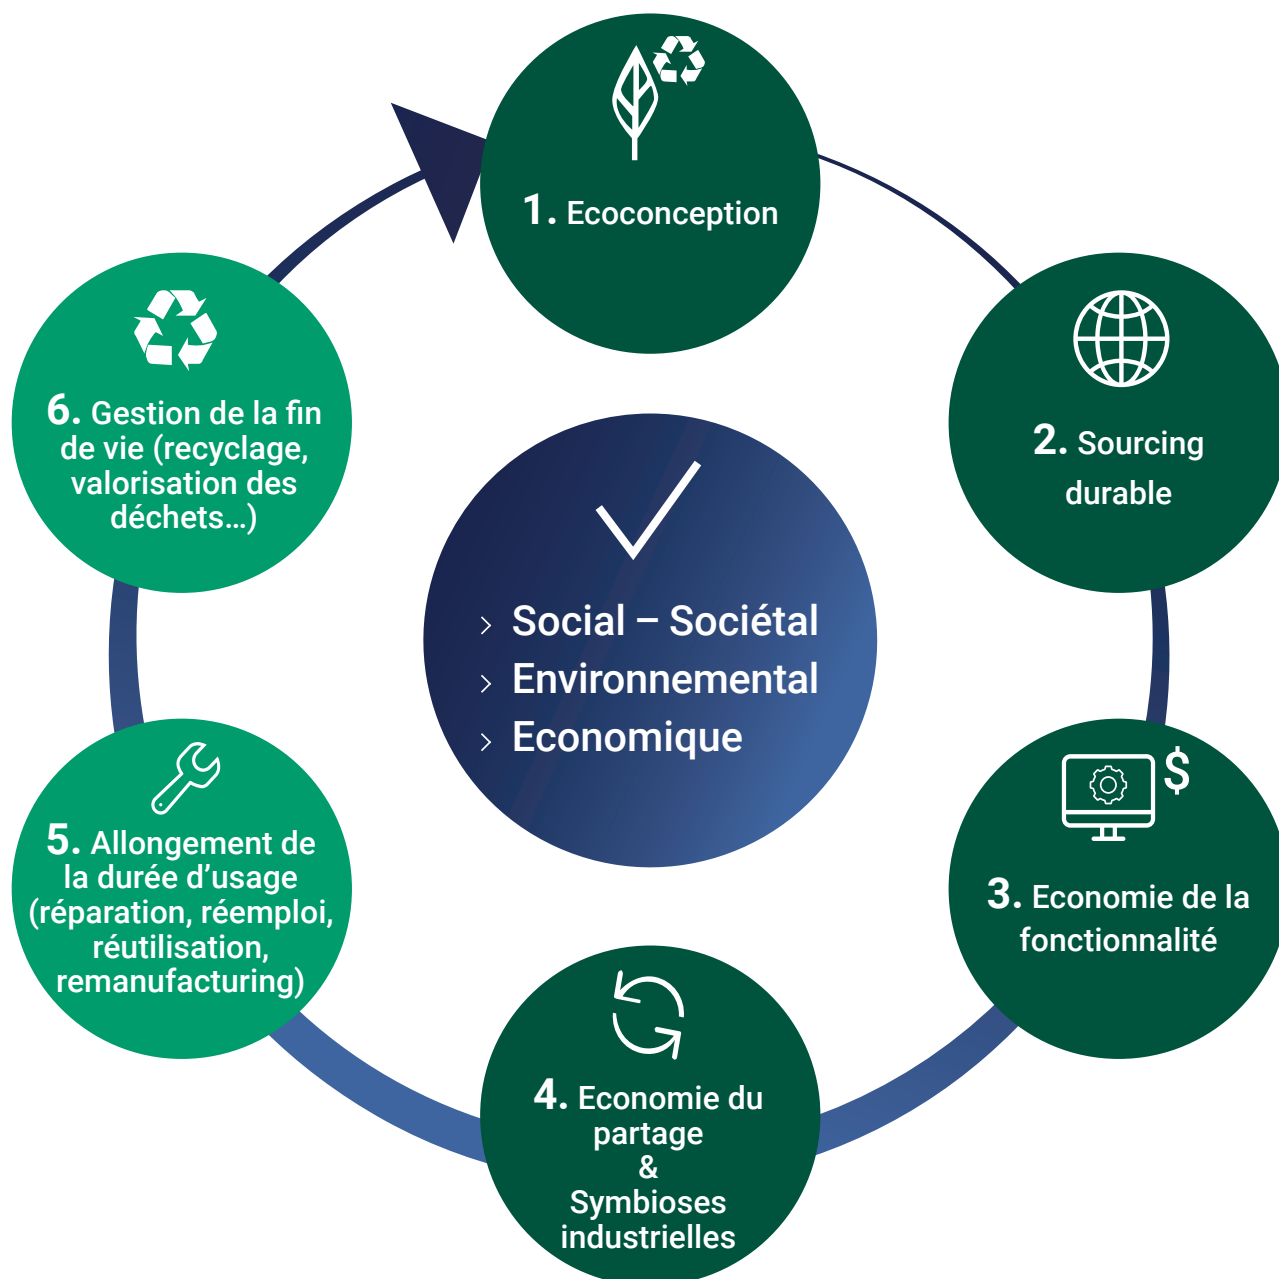 1. Ecoconception
2. Sourcing
durable
3. Economie de la
fonctionnalité
$
4. Economie du
partage
&
Symbioses
industrielles
5. Allongement de
la durée d’usage
(réparation, réemploi,
réutilisation,
remanufacturing)
6. Gestion de la fin
de vie (recyclage,
valorisation des
déchets…)
› Social – Sociétal
› Environnemental
› Economique